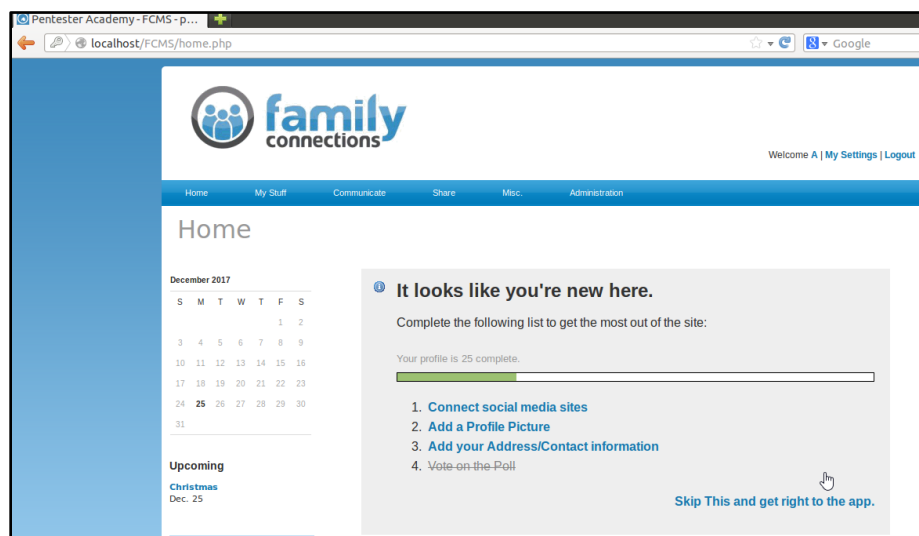 Pentester Academy - FCMS - p...
localhost/FCMS/home.php
Google
family
connections
Welcome A | My Settings | Logout
Home My Stuff Communicate Share Misc. Administration
Home
December 2017
S M T W T F S
1 2
3 4 5 6 7 8 9
10 11 12 13 14 15 16
17 18 19 20 21 22 23
24 25 26 27 28 29 30
31
Upcoming
Christmas
Dec. 25
It looks like you're new here.
Complete the following list to get the most out of the site:
Your profile is 25 complete.
1. Connect social media sites
2. Add a Profile Picture
3. Add your Address/Contact information
4. Vote on the Poll
Skip This and get right to the app.